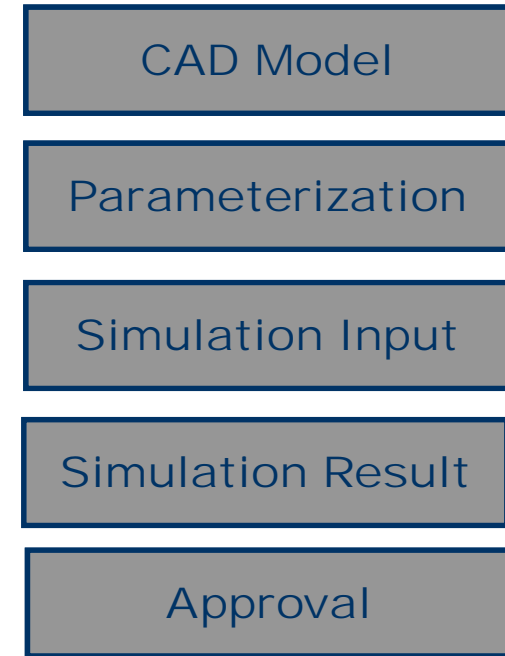 CAD Model
Parameterization
Simulation Input
Simulation Result
Approval